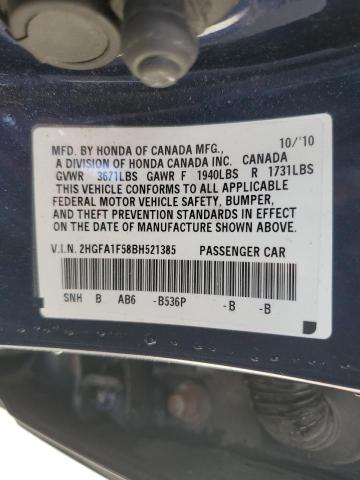 MFD. BY HONDA OF CANADA MFG., 10/'10
A DIVISION OF HONDA CANADA INC. CANADA
GVWR 3671LBS GAWR F 1940LBS R 1731LBS
THIS VEHICLE CONFORMS TO ALL APPLICABLE
FEDERAL MOTOR VEHICLE SAFETY, BUMPER,
AND THEFT PREVENTION STANDARDS IN EFFECT
ON THE DATE OF MANUFACTURE SHOWN ABOVE.
V.I.N. 2HGFA1F58BH521385 PASSENGER CAR
SNH B AB6 -B536P -B -B